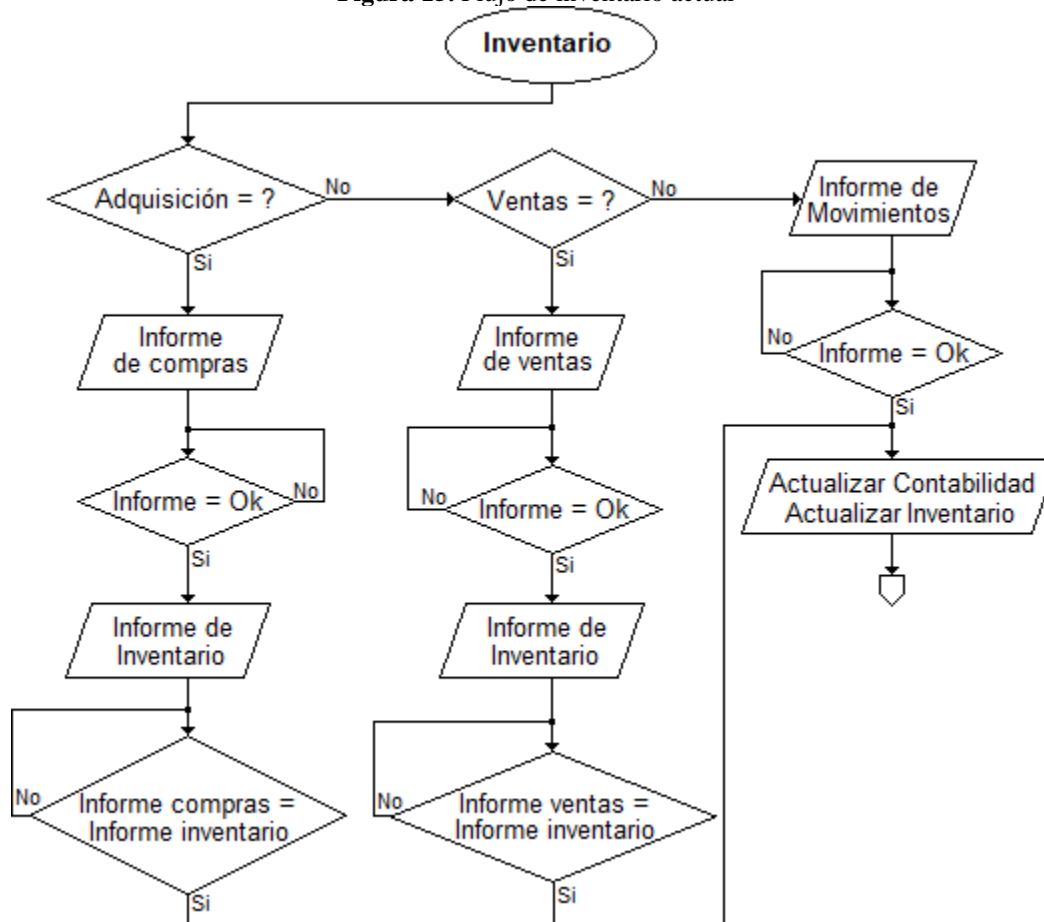 Inventario
Adquisición = ?
No
Ventas = ?
No
Informe de
Movimientos
Si
Si
Informe
de compras
Informe
de ventas
No
Informe = Ok
Si
Informe = Ok
No
No
Informe = Ok
Actualizar Contabilidad
Actualizar Inventario
Si
Si
Informe de
Inventario
Informe de
Inventario
No
Informe compras =
Informe inventario
No
Informe ventas =
Informe inventario
Si
Si